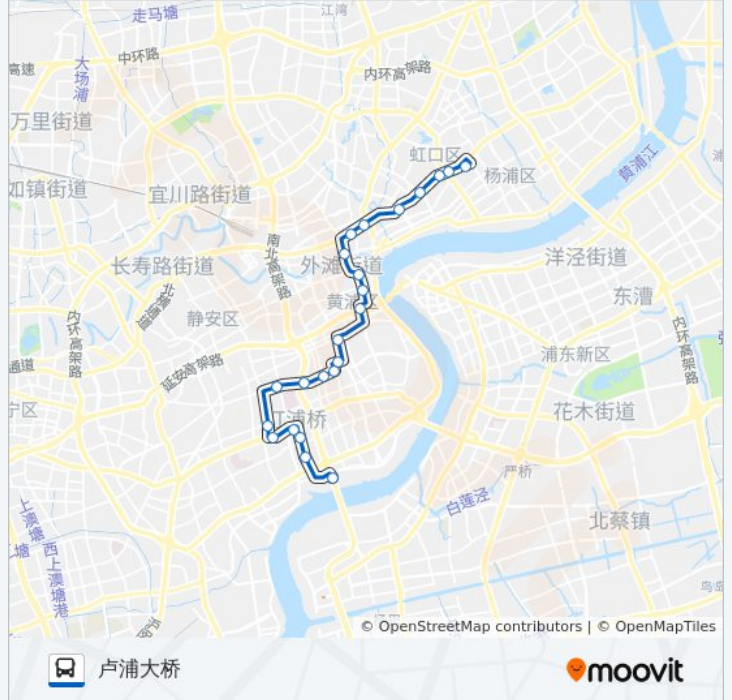 走马塘
江湾
中环路
高速
大场浦
内环高架路
万里街道
虹口区
黄浦江
杨浦区
如镇街道
宜川路街道
南北高架路
外滩街道
洋泾街道
长寿路街道
东漕
北横通道
静安区
黄浦区
内环高架路
内环高架路
浦东新区
通道
延安高架路
宁区
打浦桥
花木街道
严桥
白莲泾
上澳塘
北蔡镇
西上澳塘港
© OpenStreetMap contributors | © OpenMapTiles
卢浦大桥
moovit